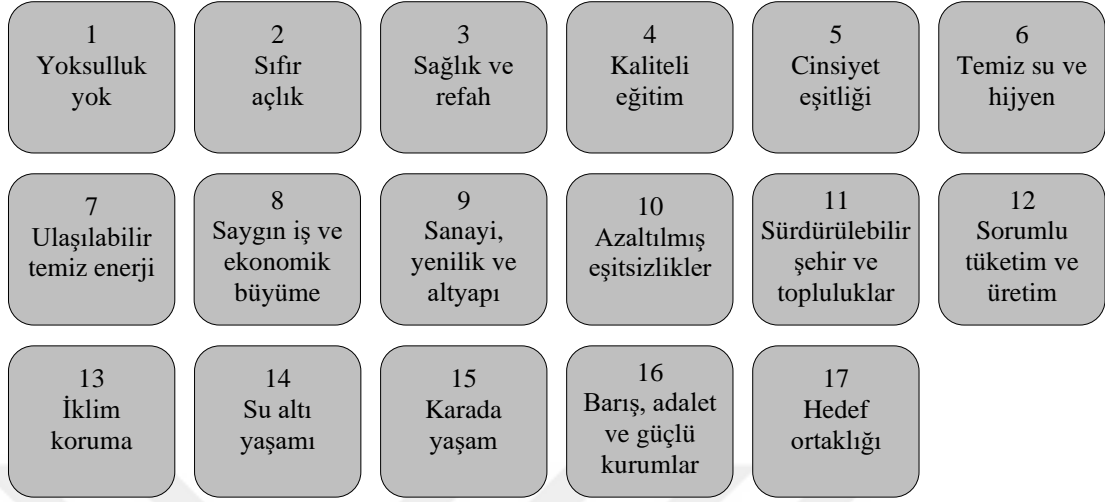 1
Yoksulluk
yok
2
Sıfır
açlık
3
Sağlık ve
refah
4
Kaliteli
eğitim
5
Cinsiyet
eşitliği
6
Temiz su ve
hijyen
7
Ulaşılabilir
temiz enerji
8
Saygın iş ve
ekonomik
büyüme
9
Sanayi,
yenilik ve
altyapı
10
Azaltılmış
eşitsizlikler
11
Sürdürülebilir
şehir ve
topluluklar
12
Sorumlu
tüketim ve
üretim
13
İklim
koruma
14
Su altı
yaşamı
15
Karada
yaşam
16
Barış, adalet
ve güçlü
kurumlar
17
Hedef
ortaklığı